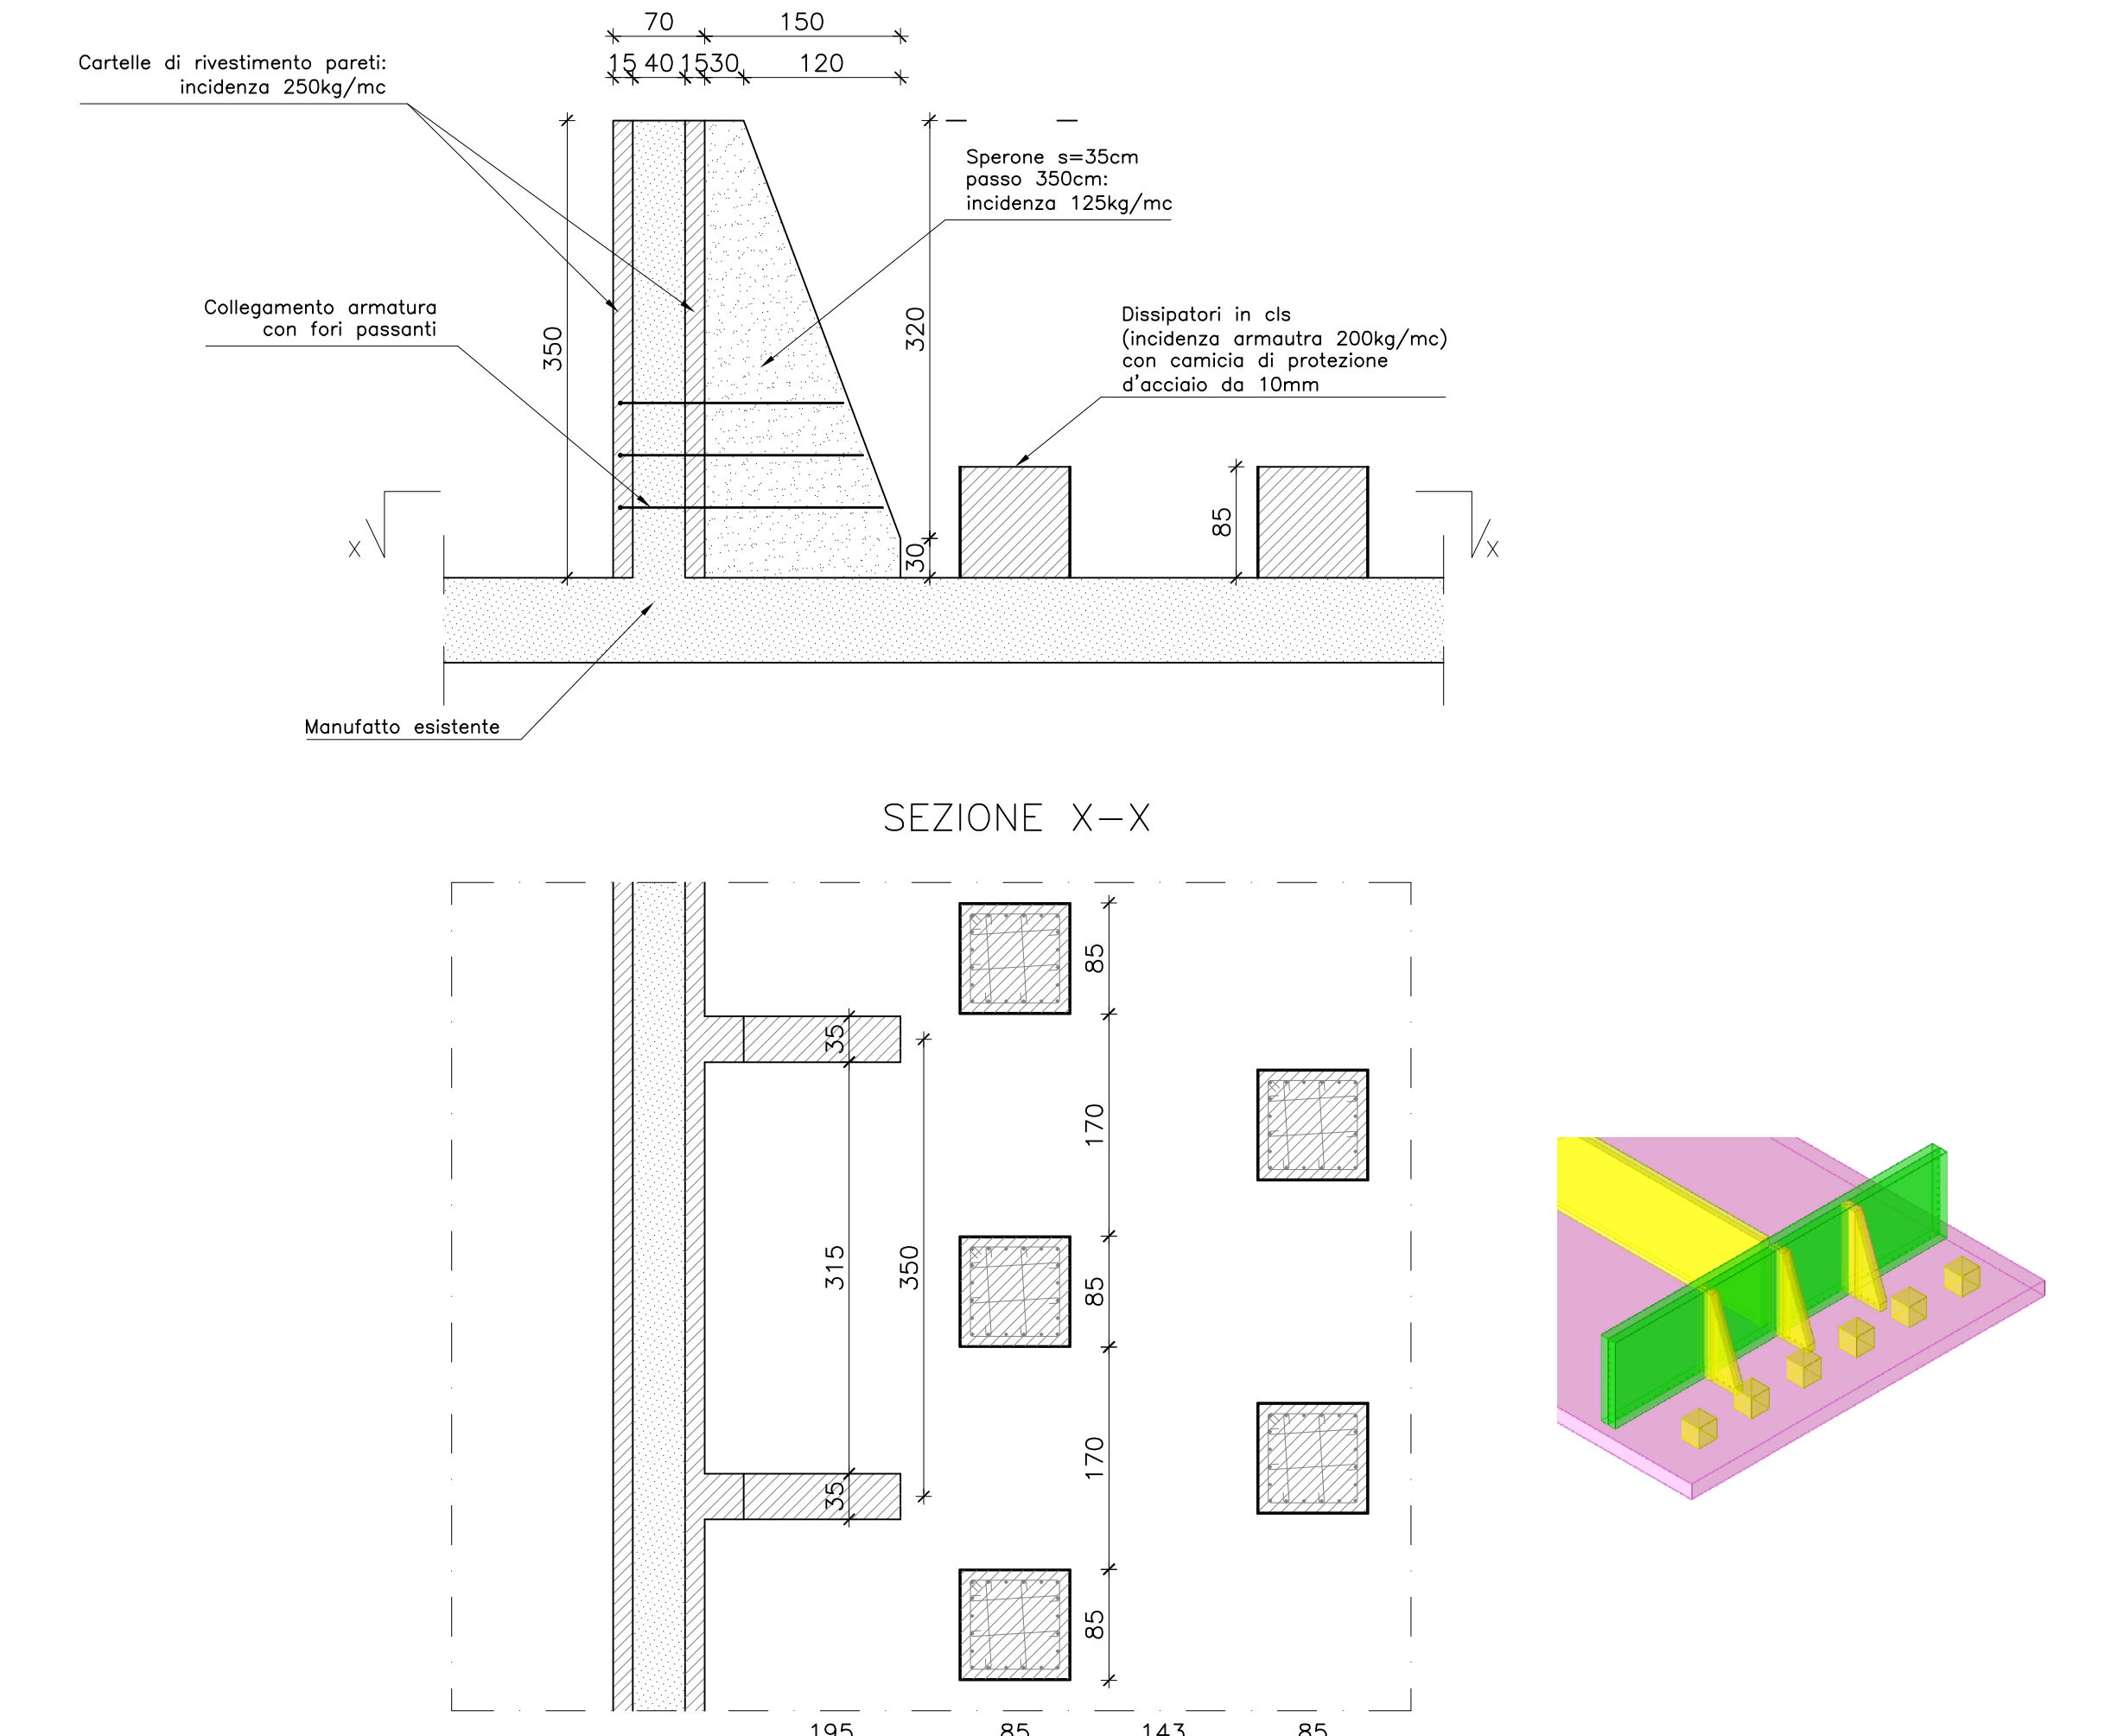 70 150
15 40 15 30 120
Cartelle di rivestimento pareti:
incidenza 250kg/mc
Sperone s=35cm
passo 350cm:
incidenza 125kg/mc
Collegamento armatura
con fori passanti
350
320
Dissipatori in cls
(incidenza armautra 200kg/mc)
con camicia di protezione
d'acciaio da 10mm
85
30
X
X
Manufatto esistente
SEZIONE X-X
85
35
170
315
350
85
170
35
85
195 85 143 85